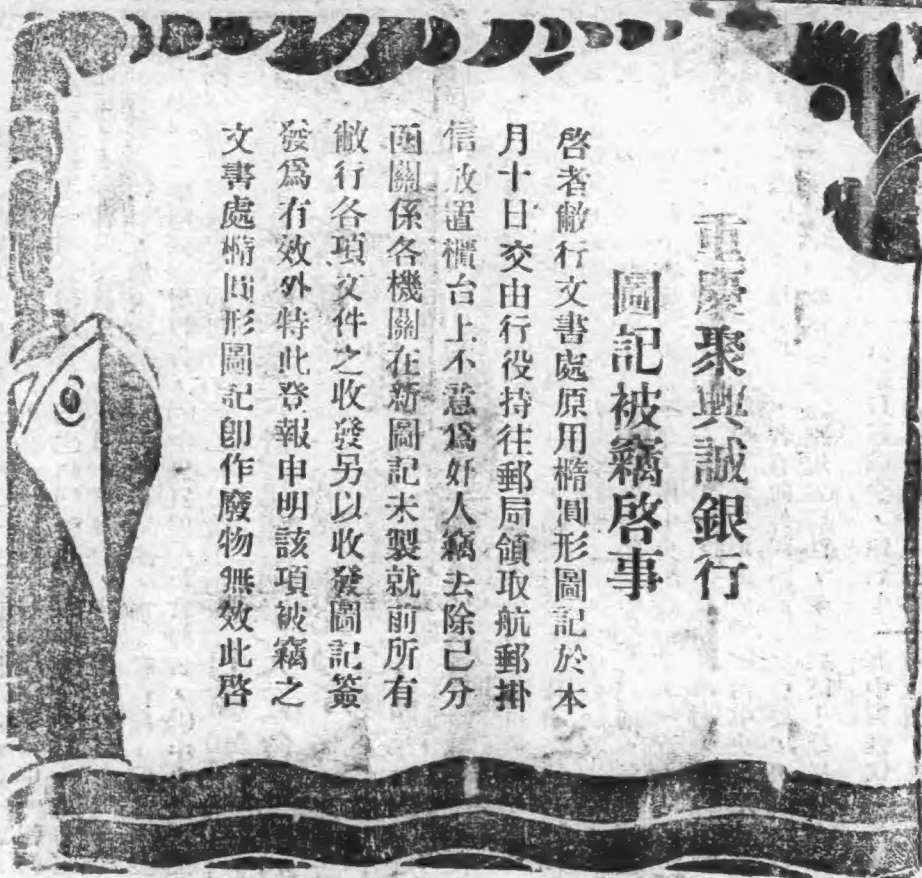 重慶聚興誠銀行
圖記被竊啓事
啓者敝行文書處原用橢圓形圖記於本
月十日交由行役持往郵局領取航郵掛
信放置櫃台上不意爲奸人竊去除已分
函關係各機關在新圖記未製就前所有
敝行各項文件之收發另以收發圖記簽
發爲有效外特此登報申明該項被竊之
文書處橢圓形圖記卽作廢物無效此啓